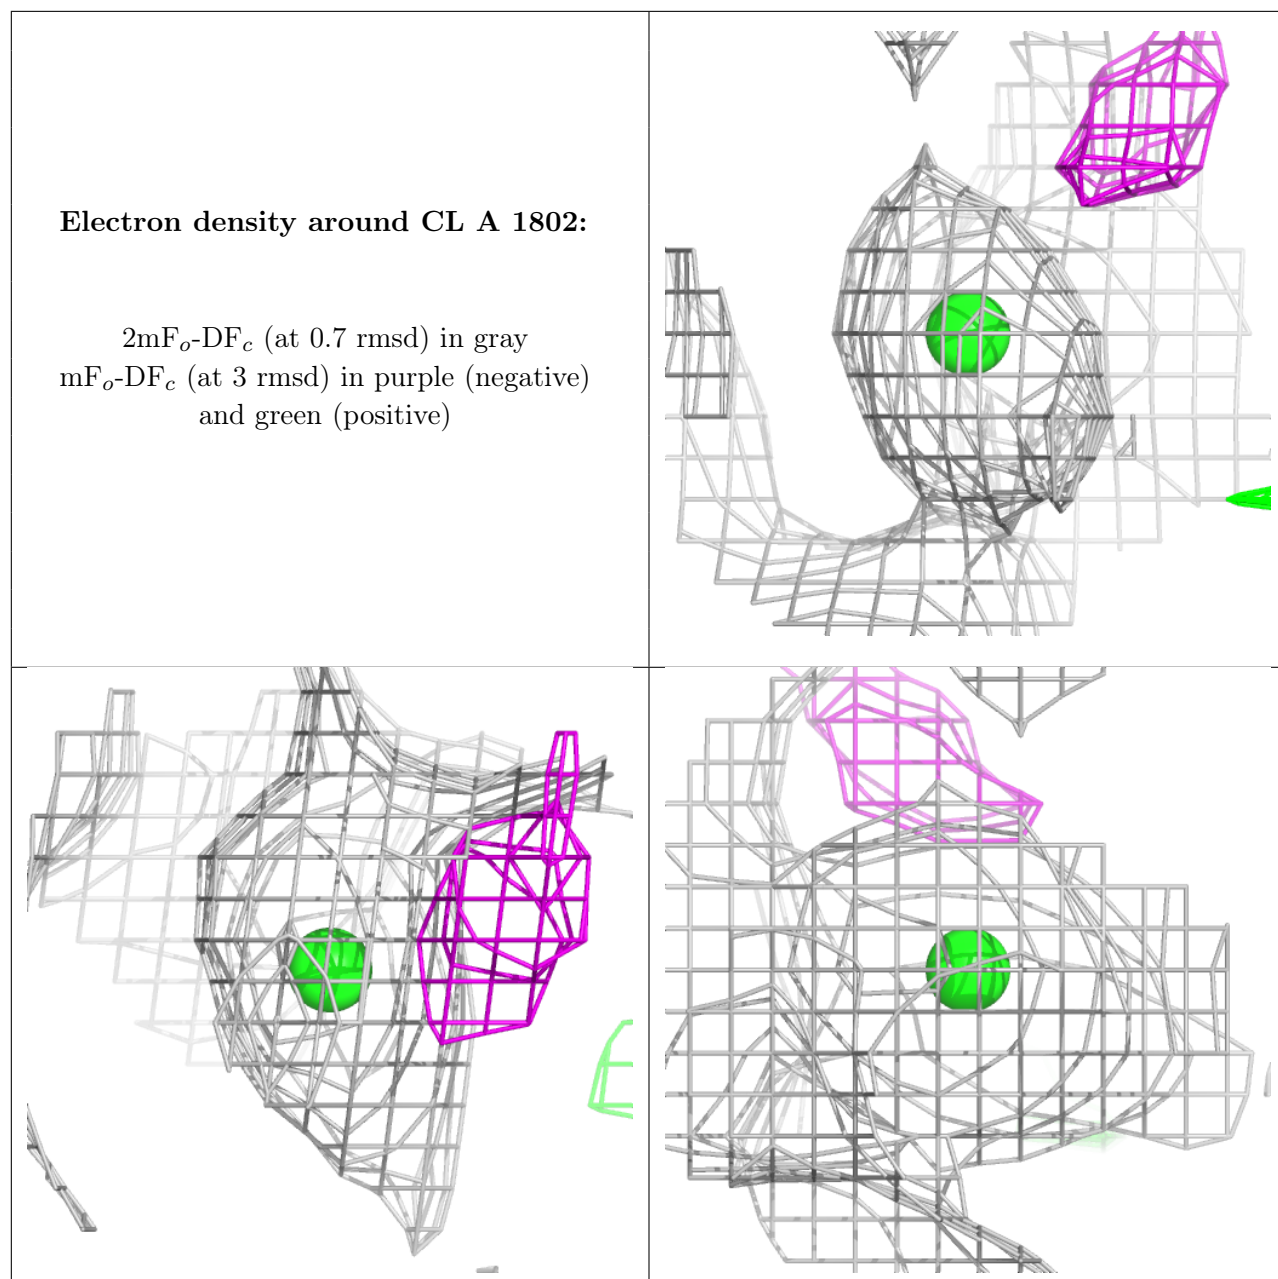 Electron density around CL A 1802:
2mFo-DFc (at 0.7 rmsd) in gray
mFo-DFc (at 3 rmsd) in purple (negative)
and green (positive)